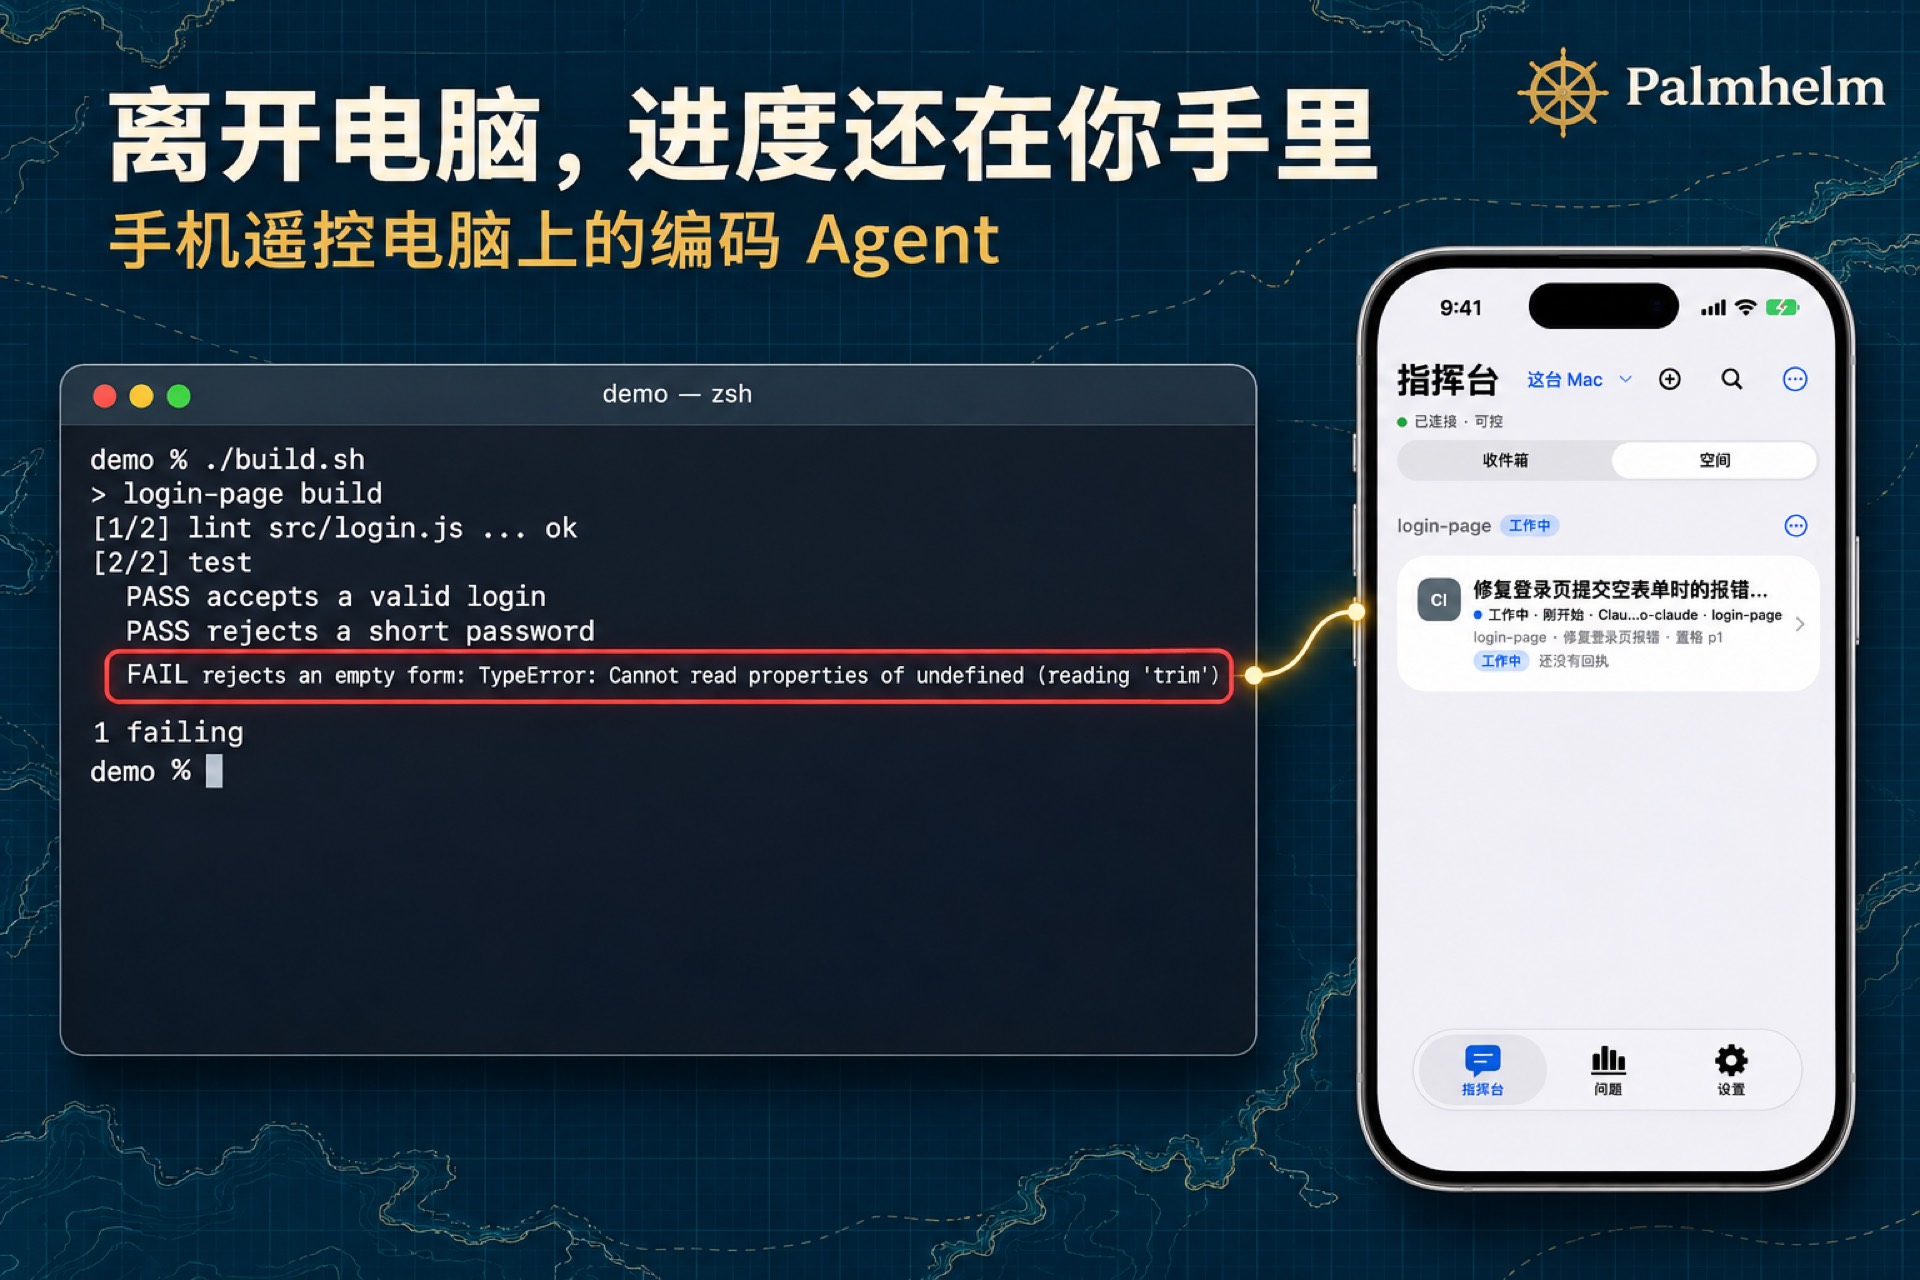 离开电脑，进度还在你手里
手机遥控电脑上的编码 Agent
Palmhelm
demo — zsh
demo % ./build.sh
> login-page build
[1/2] lint src/login.js ... ok
[2/2] test
PASS accepts a valid login
PASS rejects a short password
FAIL rejects an empty form: TypeError: Cannot read properties of undefined (reading 'trim')
1 failing
demo %
9:41
指挥台 这台 Mac
已连接 · 可控
收件箱 空间
login-page 工作中
CI 修复登录页提交空表单时的报错...
工作中 · 刚开始 · Clau...o-claude · login-page
login-page · 修复登录页报错 · 置格 p1
工作中 还没有回执
指挥台 问题 设置